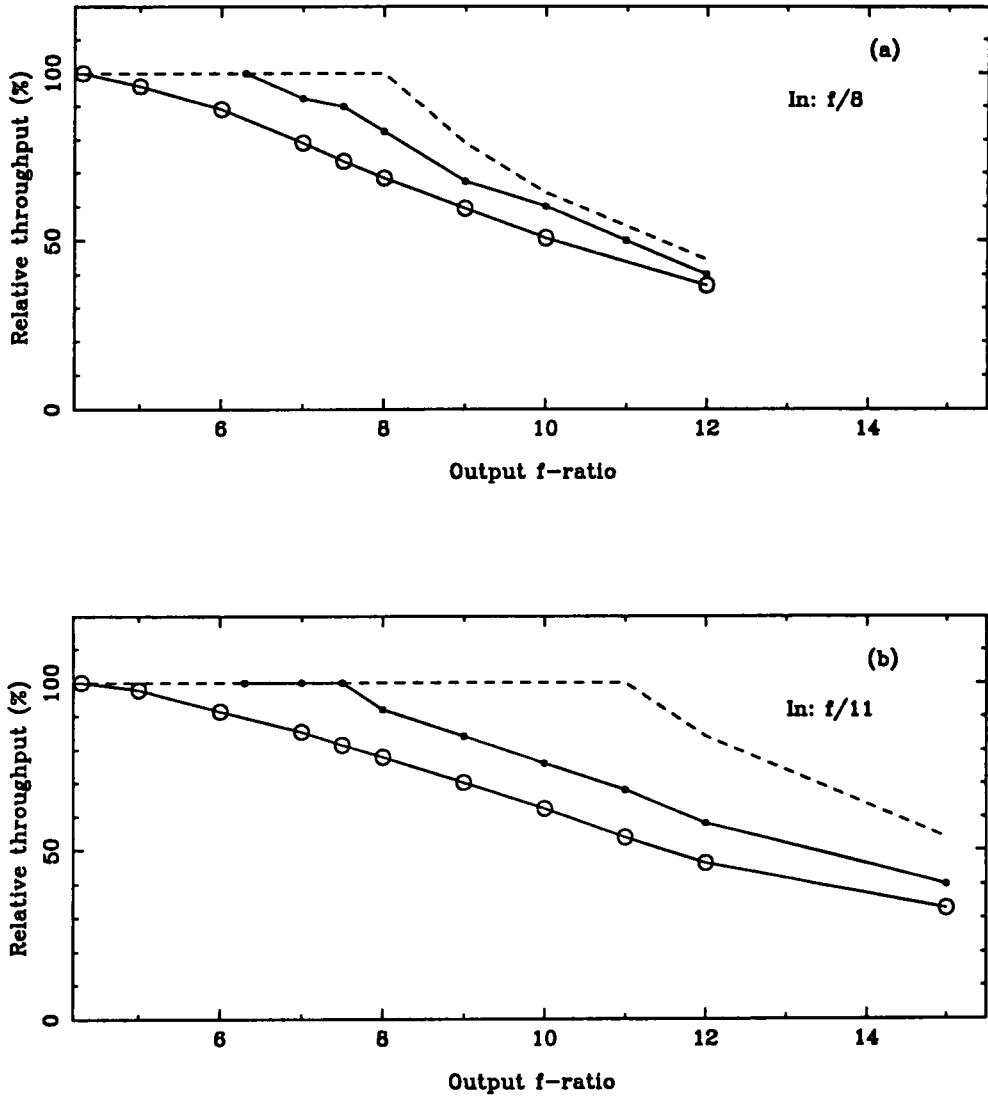 (a)
In: f/8
Relative throughput (%)
100
50
0
6 8 10 12 14
Output f-ratio
(b)
In: f/11
Relative throughput (%)
100
50
0
6 8 10 12 14
Output f-ratio